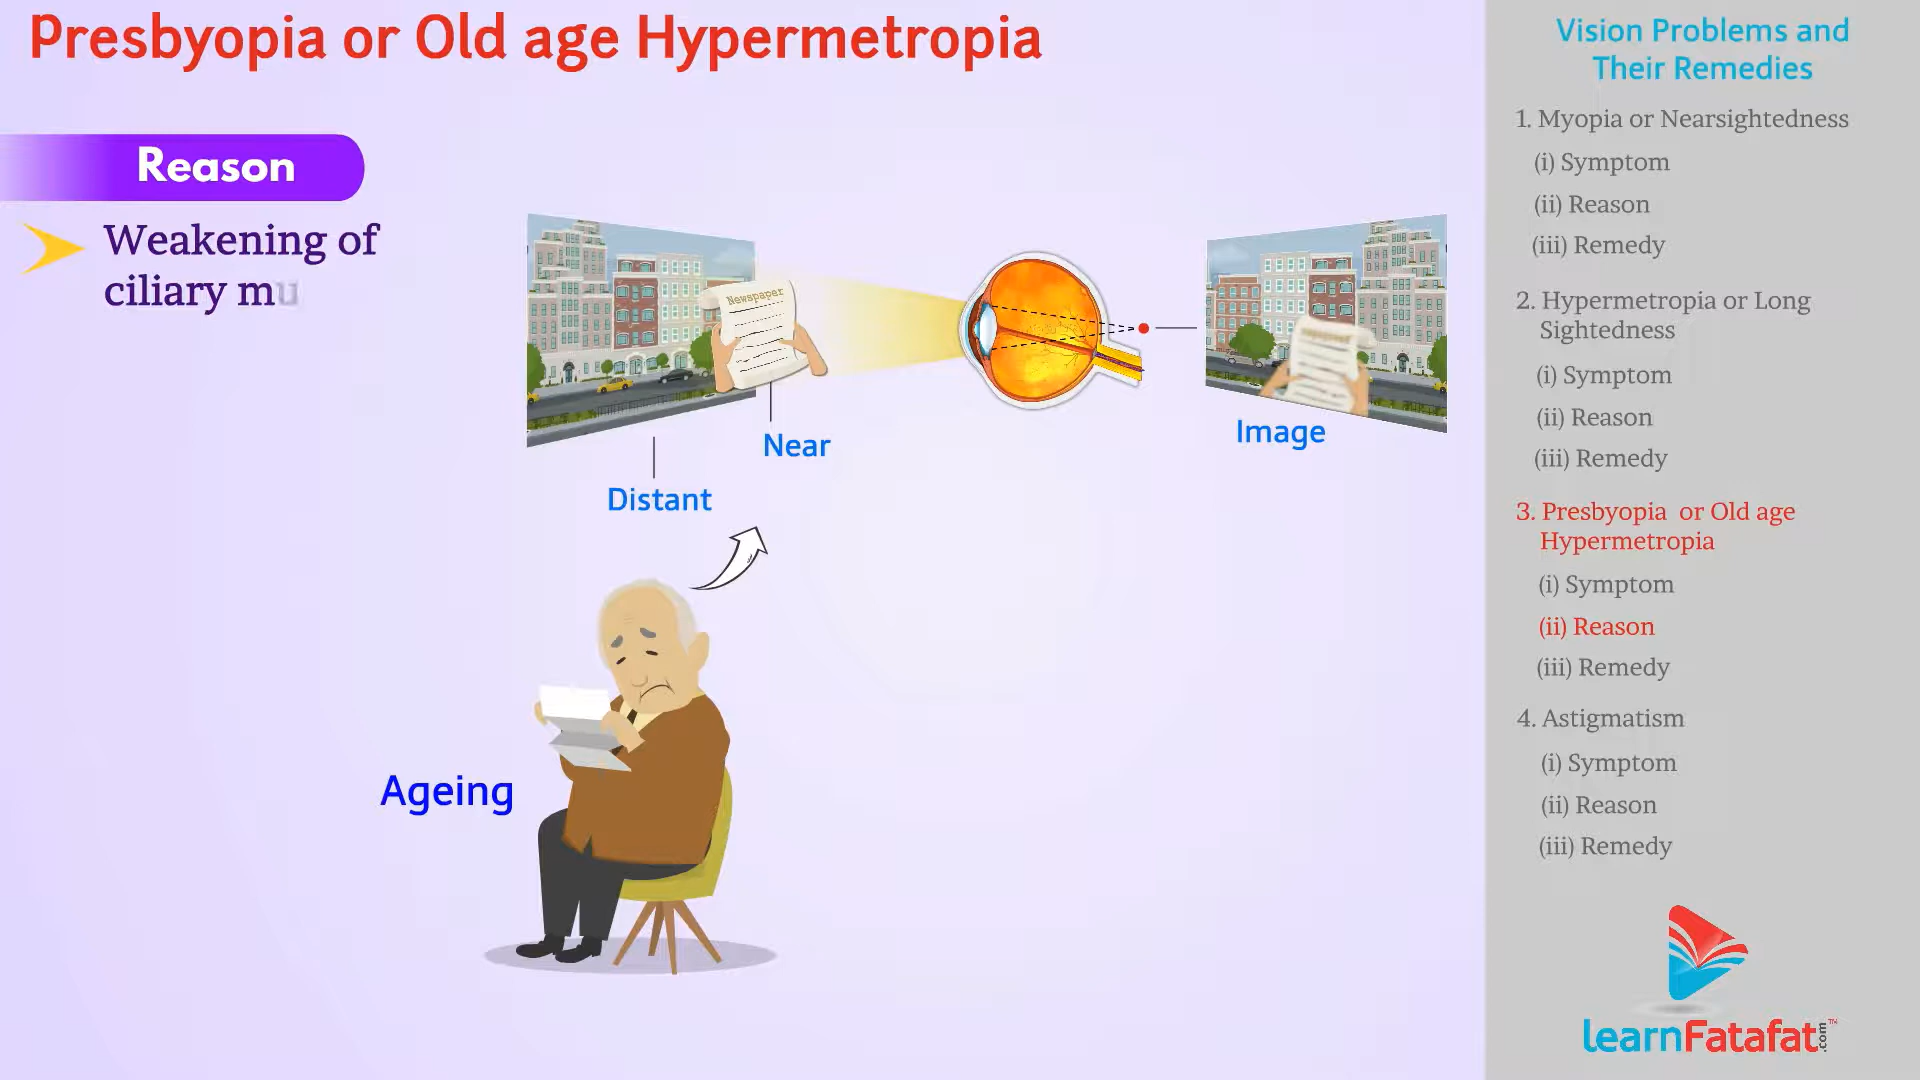 Presbyopia or Old age Hypermetropia
Reason
Weakening of
ciliary mu
Newspaper
Near
Distant
Image
Ageing
Vision Problems and
Their Remedies
1. Myopia or Nearsightedness
(i) Symptom
(ii) Reason
(iii) Remedy
2. Hypermetropia or Long
Sightedness
(i) Symptom
(ii) Reason
(iii) Remedy
3. Presbyopia or Old age
Hypermetropia
(i) Symptom
(ii) Reason
(iii) Remedy
4. Astigmatism
(i) Symptom
(ii) Reason
(iii) Remedy
learnFatafat.com™